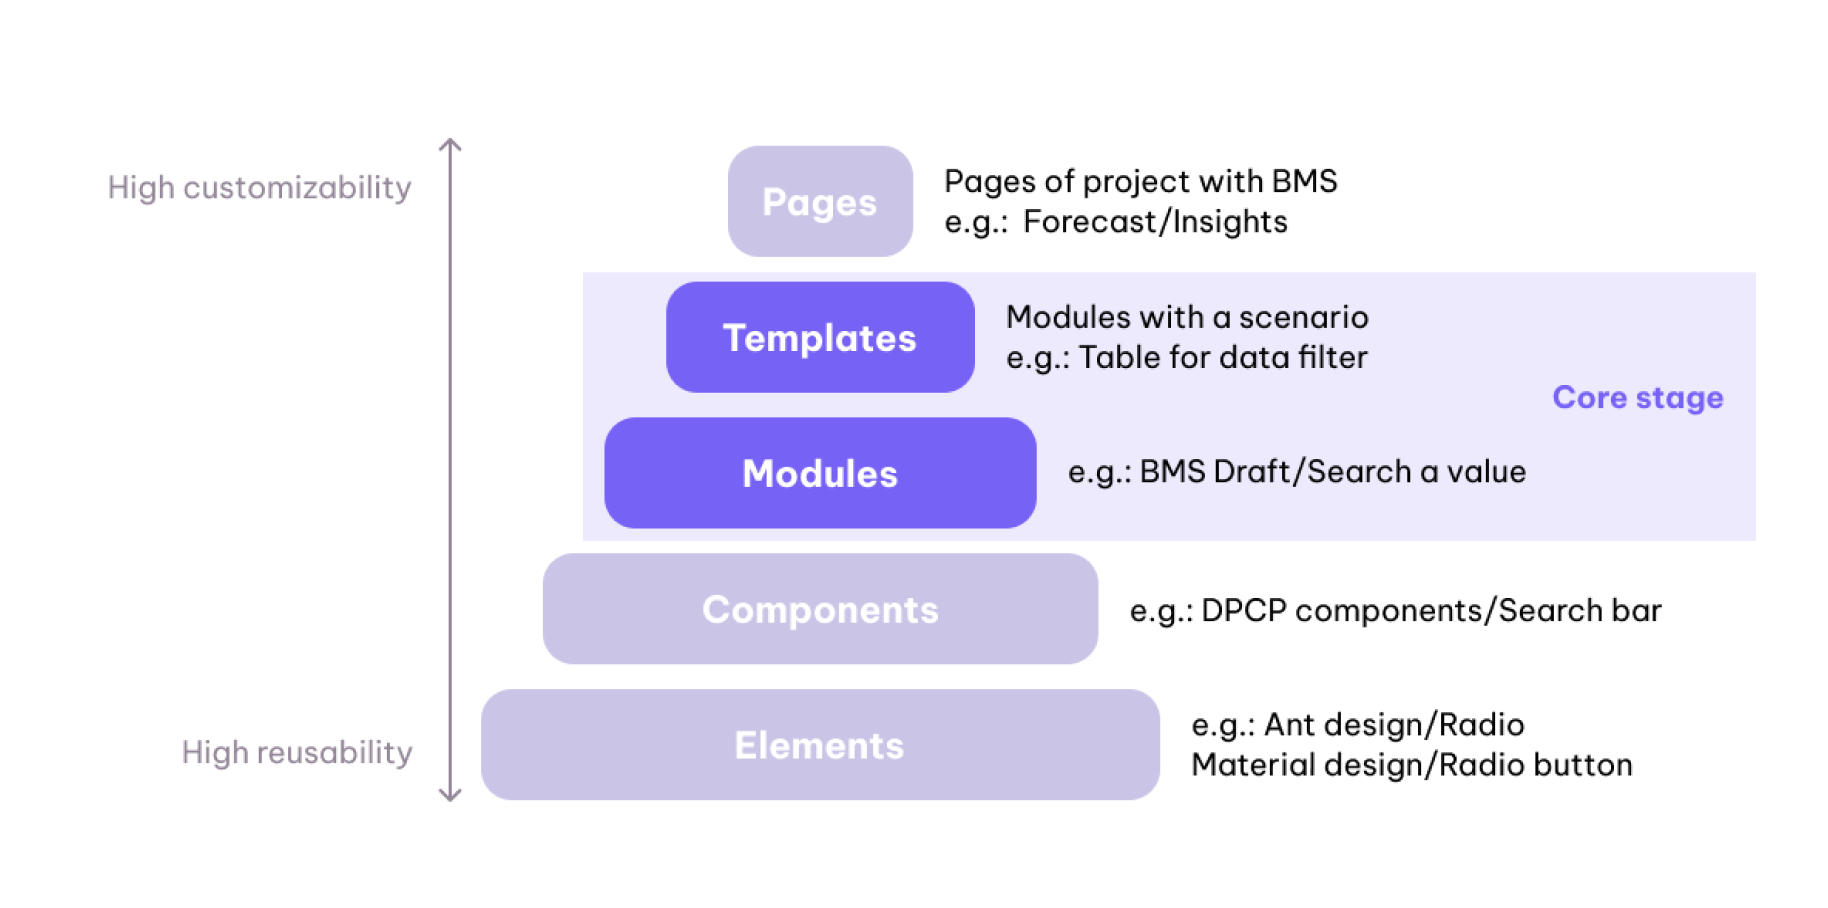 High customizability
Pages
Pages of project with BMS
e.g.: Forecast/Insights
Templates
Modules with a scenario
e.g.: Table for data filter
Core stage
Modules
e.g.: BMS Draft/Search a value
Components
e.g.: DPCP components/Search bar
High reusability
Elements
e.g.: Ant design/Radio
Material design/Radio button